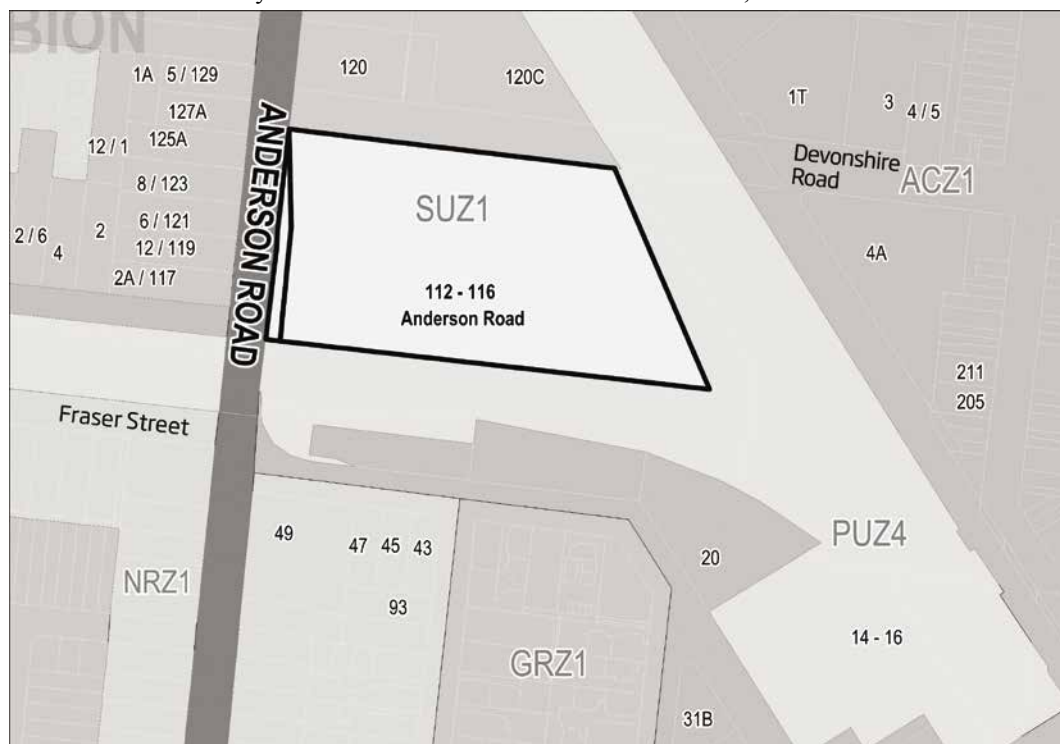 BION
1A 5 / 129
120
120C
127A
1T
3
4 / 5
12 / 1
125A
ANDERSON ROAD
Devonshire
Road
ACZ1
8 / 123
SUZ1
2 / 6
4
2
6 / 121
12 / 119
4A
2A / 117
112 - 116
Anderson Road
211
205
Fraser Street
49
47
45
43
20
PUZ4
NRZ1
93
14 - 16
GRZ1
31B